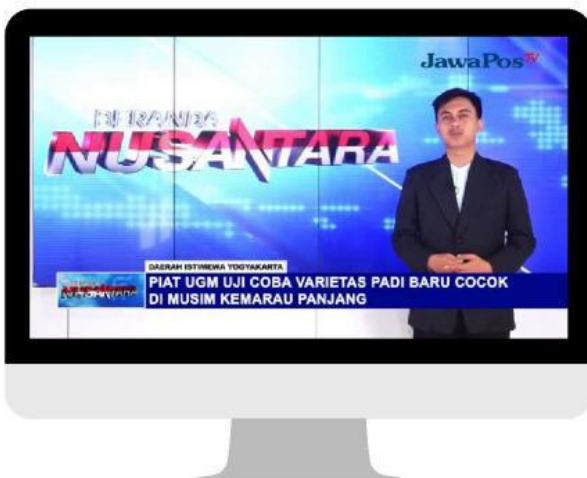 JawaPos TV
BERANDA
NUSANTARA
DAERAH ISTIMEWA YOGYAKARTA
PIAT UGM UJI COBA VARIETAS PADI BARU COCOK
DI MUSIM KEMARAU PANJANG
NUSANTARA